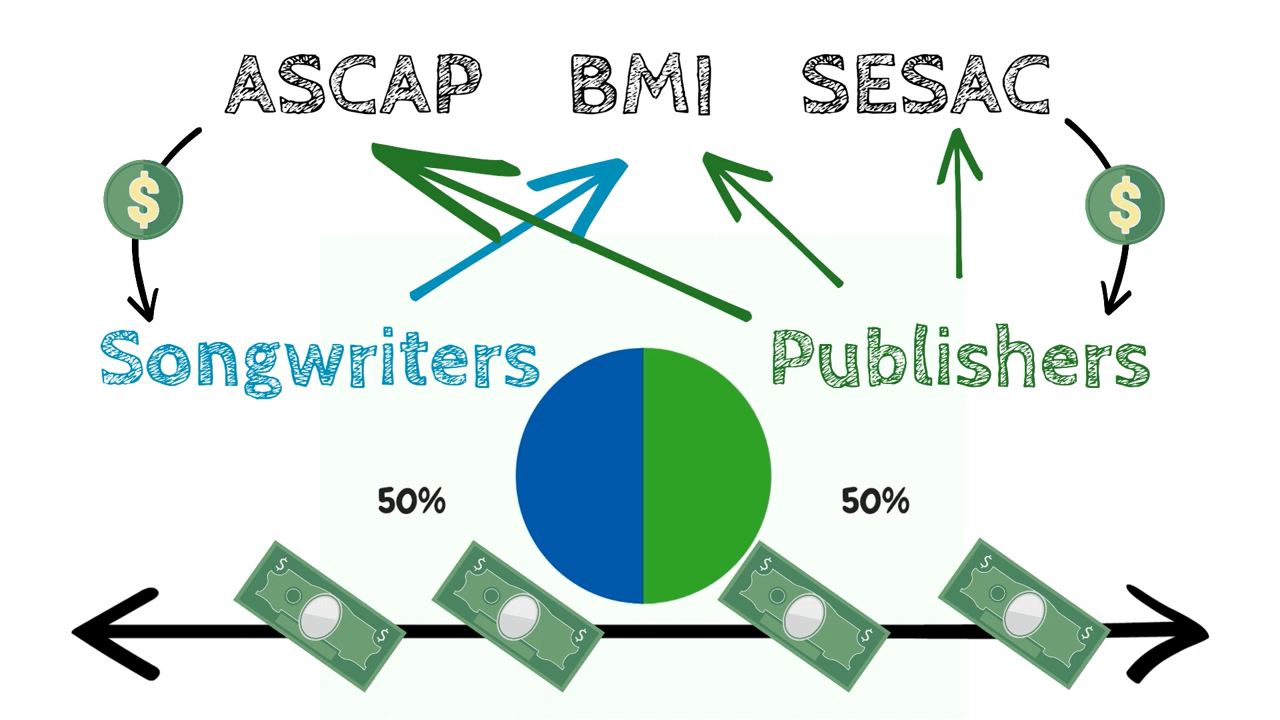 ASCAP BMI SESAC
$ $
Songwriters Publishers
50% 50%
$ $ $ $
$ $ $ $